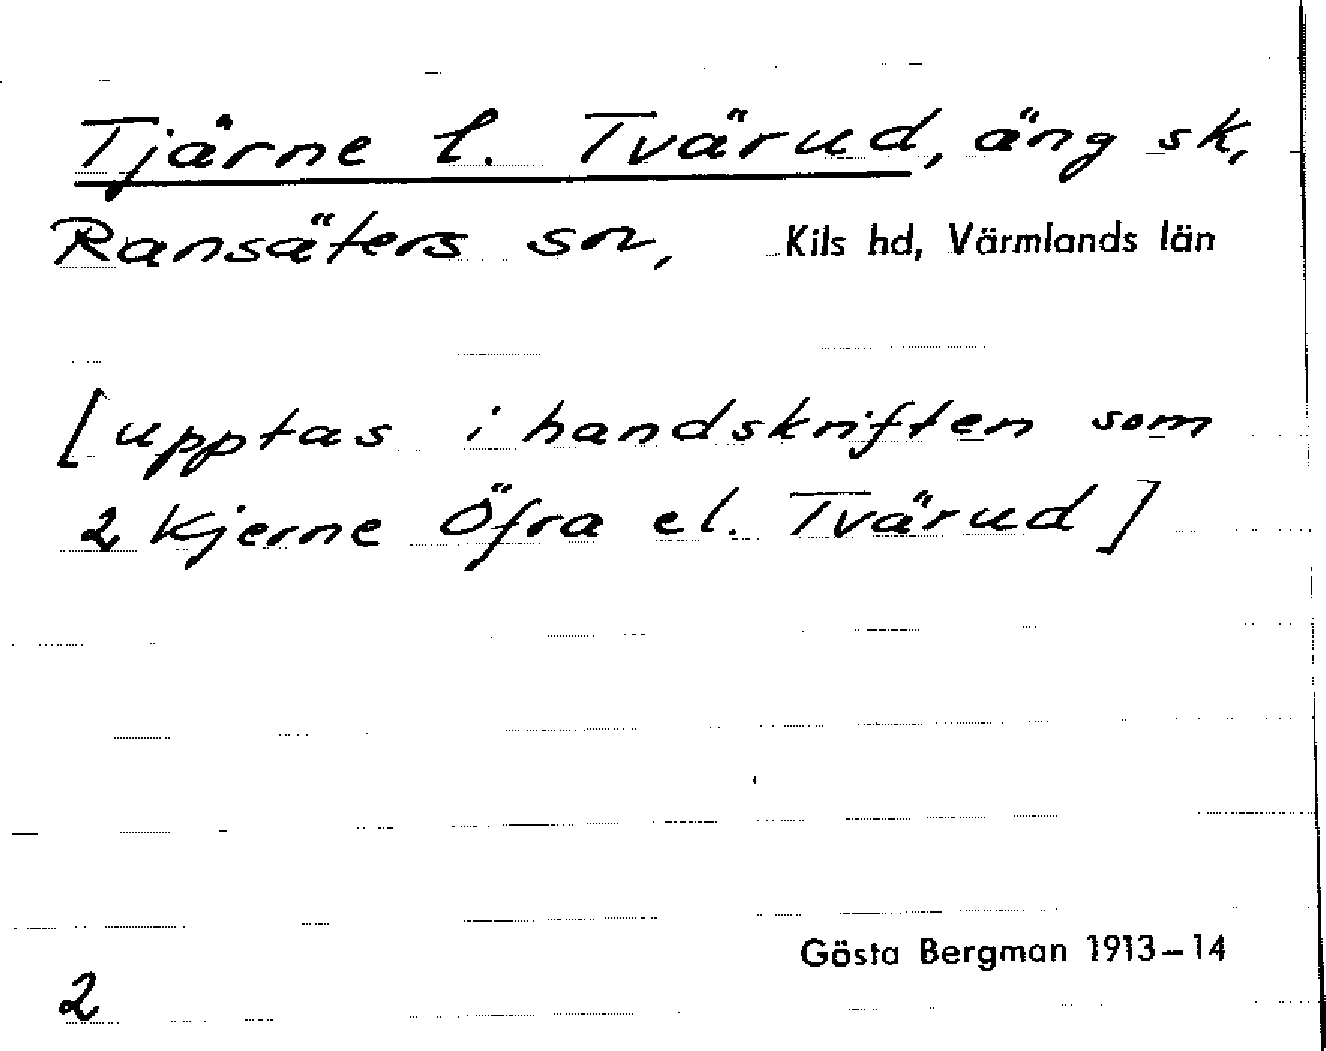 Tjärne l. Tvärud, äng sk,
Ransäters sn, Kils hd, Värmlands län
[upptas i handskriften som
2 Kjerne Öfra el. Tvärud]
Gösta Bergman 1913–14
2